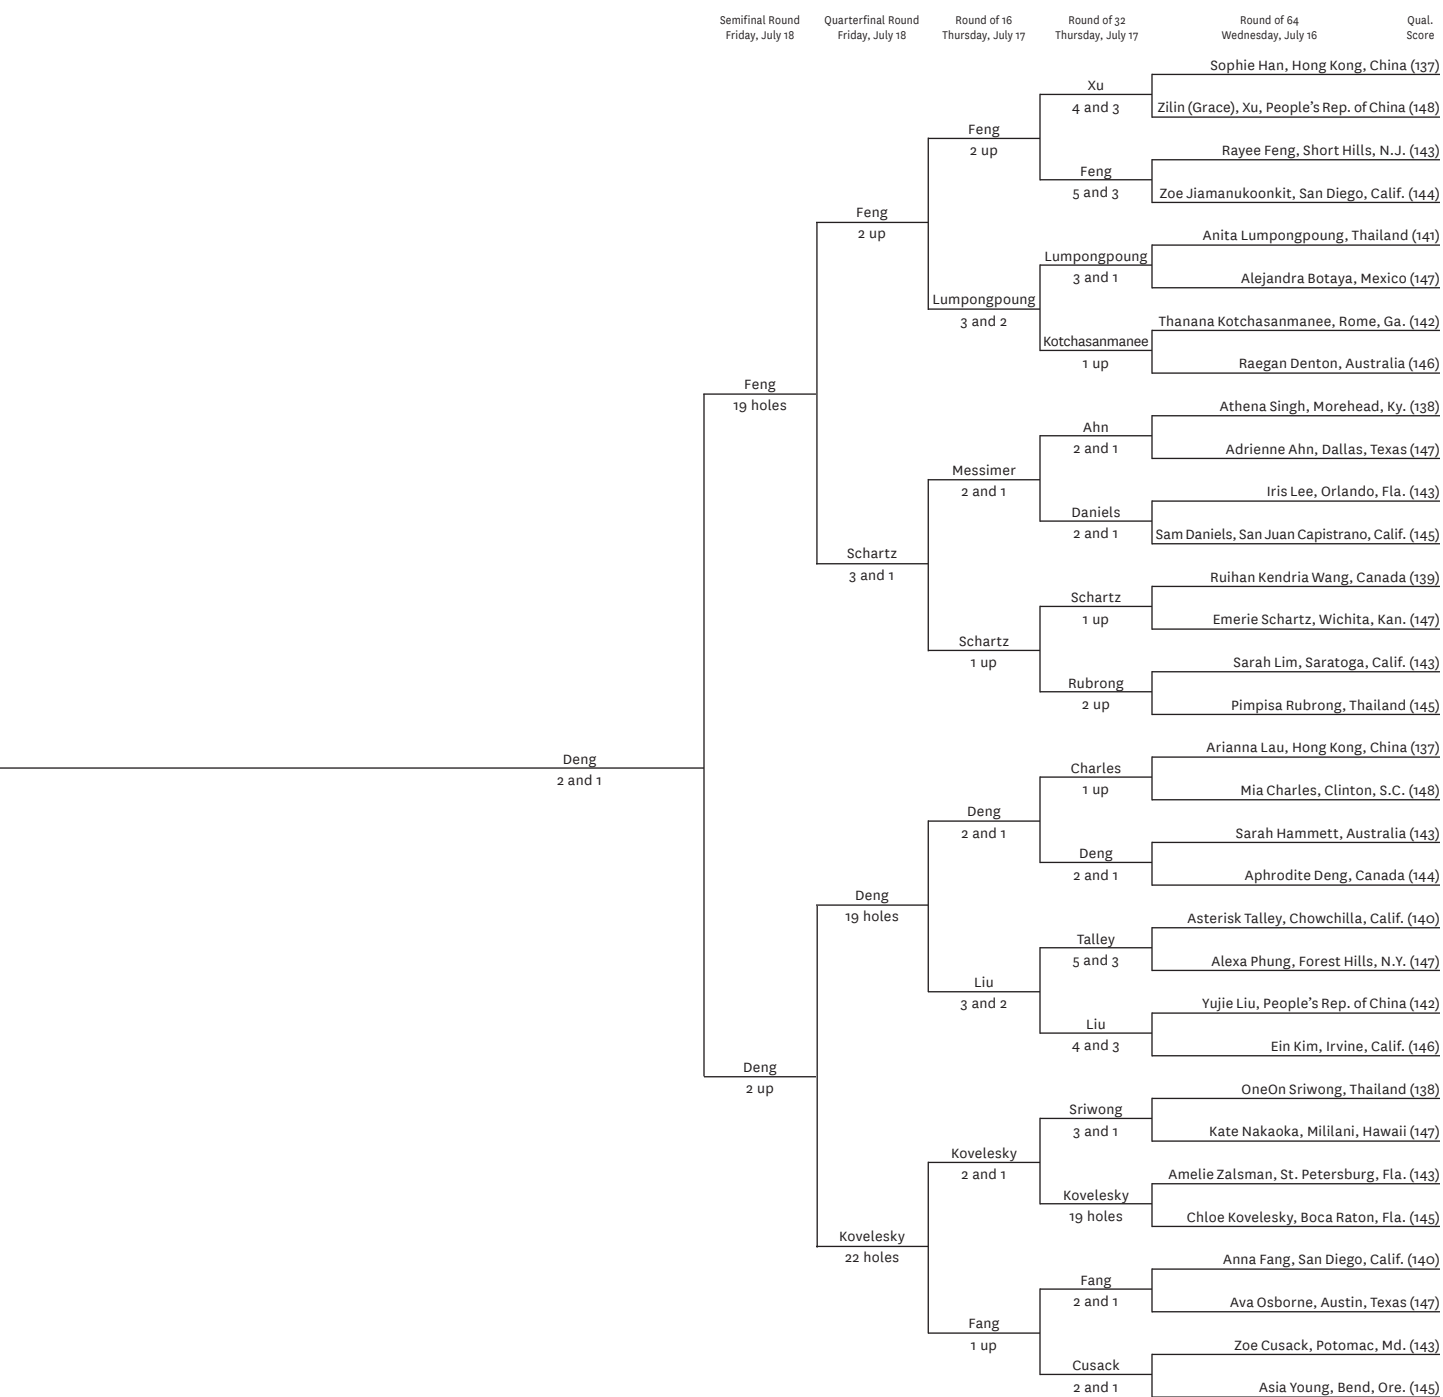 Semifinal Round
Friday, July 18
Quarterfinal Round
Friday, July 18
Round of 16
Thursday, July 17
Round of 32
Thursday, July 17
Round of 64
Wednesday, July 16
Qual.
Score
Sophie Han, Hong Kong, China (137)
Xu
4 and 3
Zilin (Grace), Xu, People's Rep. of China (148)
Feng
2 up
Rayee Feng, Short Hills, N.J. (143)
Feng
5 and 3
Zoe Jiamanukoonkit, San Diego, Calif. (144)
Feng
2 up
Anita Lumpongpoung, Thailand (141)
Lumpongpoung
3 and 1
Alejandra Botaya, Mexico (147)
Lumpongpoung
3 and 2
Thanana Kotchasanmanee, Rome, Ga. (142)
Kotchasanmanee
1 up
Raegan Denton, Australia (146)
Feng
19 holes
Athena Singh, Morehead, Ky. (138)
Ahn
2 and 1
Adrienne Ahn, Dallas, Texas (147)
Messimer
2 and 1
Iris Lee, Orlando, Fla. (143)
Daniels
2 and 1
Sam Daniels, San Juan Capistrano, Calif. (145)
Schartz
3 and 1
Ruihan Kendria Wang, Canada (139)
Schartz
1 up
Emerie Schartz, Wichita, Kan. (147)
Schartz
1 up
Sarah Lim, Saratoga, Calif. (143)
Rubrong
2 up
Pimpisa Rubrong, Thailand (145)
Deng
2 and 1
Arianna Lau, Hong Kong, China (137)
Charles
1 up
Mia Charles, Clinton, S.C. (148)
Deng
2 and 1
Sarah Hammett, Australia (143)
Deng
2 and 1
Aphrodite Deng, Canada (144)
Deng
19 holes
Asterisk Talley, Chowchilla, Calif. (140)
Talley
5 and 3
Alexa Phung, Forest Hills, N.Y. (147)
Liu
3 and 2
Yujie Liu, People's Rep. of China (142)
Liu
4 and 3
Ein Kim, Irvine, Calif. (146)
Deng
2 up
OneOn Sriwong, Thailand (138)
Sriwong
3 and 1
Kate Nakaoka, Mililani, Hawaii (147)
Kovelesky
2 and 1
Amelie Zalsman, St. Petersburg, Fla. (143)
Kovelesky
19 holes
Chloe Kovelesky, Boca Raton, Fla. (145)
Kovelesky
22 holes
Anna Fang, San Diego, Calif. (140)
Fang
2 and 1
Ava Osborne, Austin, Texas (147)
Fang
1 up
Zoe Cusack, Potomac, Md. (143)
Cusack
2 and 1
Asia Young, Bend, Ore. (145)